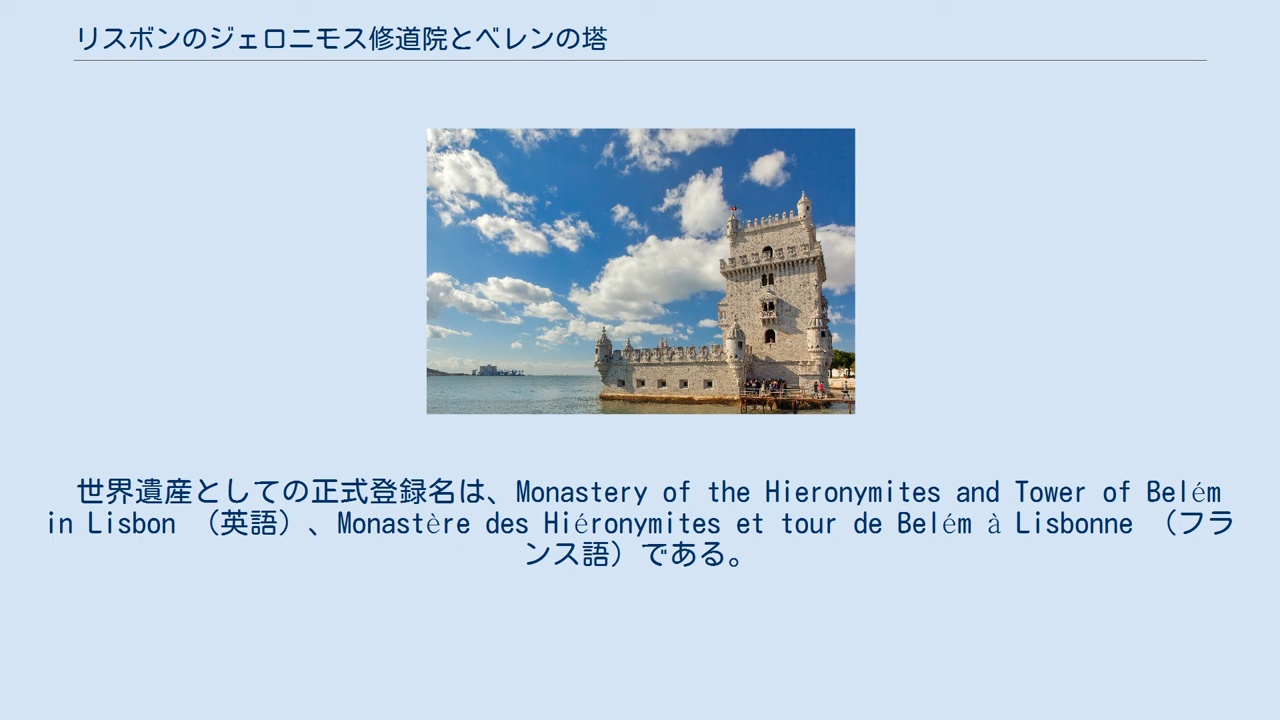 リスボンのジェロニモス修道院とベレンの塔
世界遺産としての正式登録名は、Monastery of the Hieronymites and Tower of Belém
in Lisbon （英語）、Monastère des Hiéronymites et tour de Belém à Lisbonne （フラ
ンス語）である。